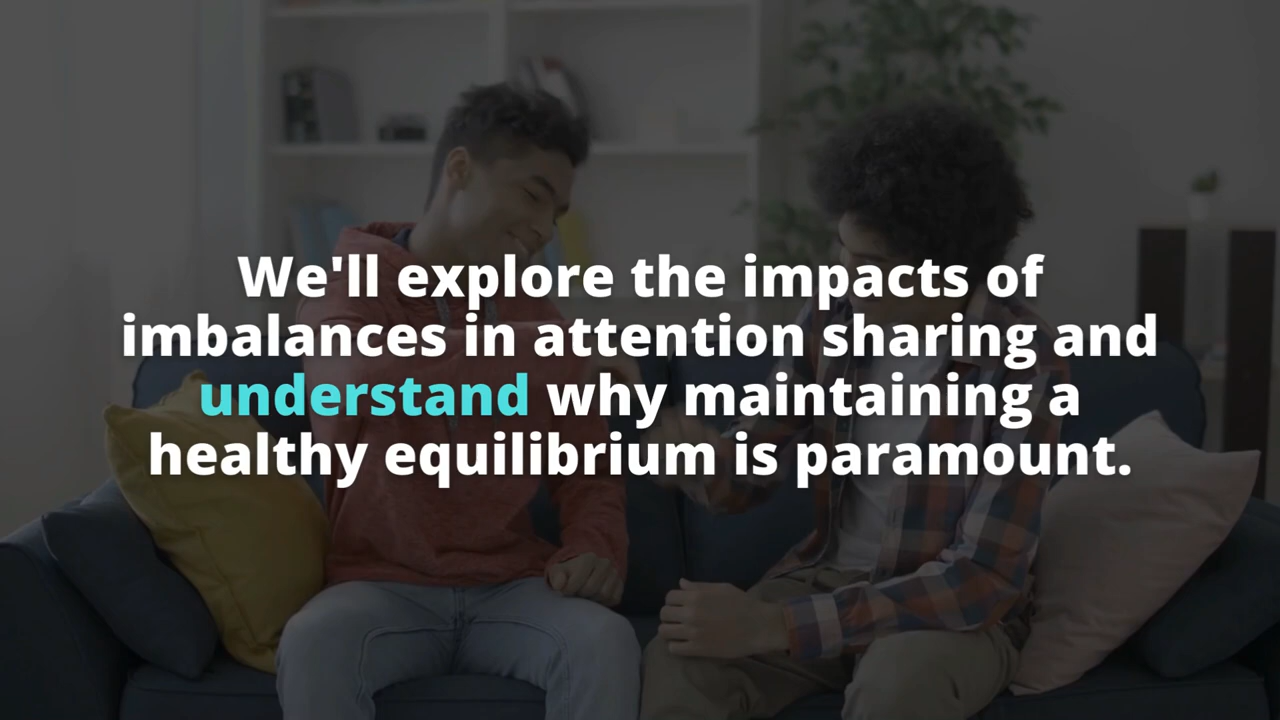 We'll explore the impacts of
imbalances in attention sharing and
understand why maintaining a
healthy equilibrium is paramount.